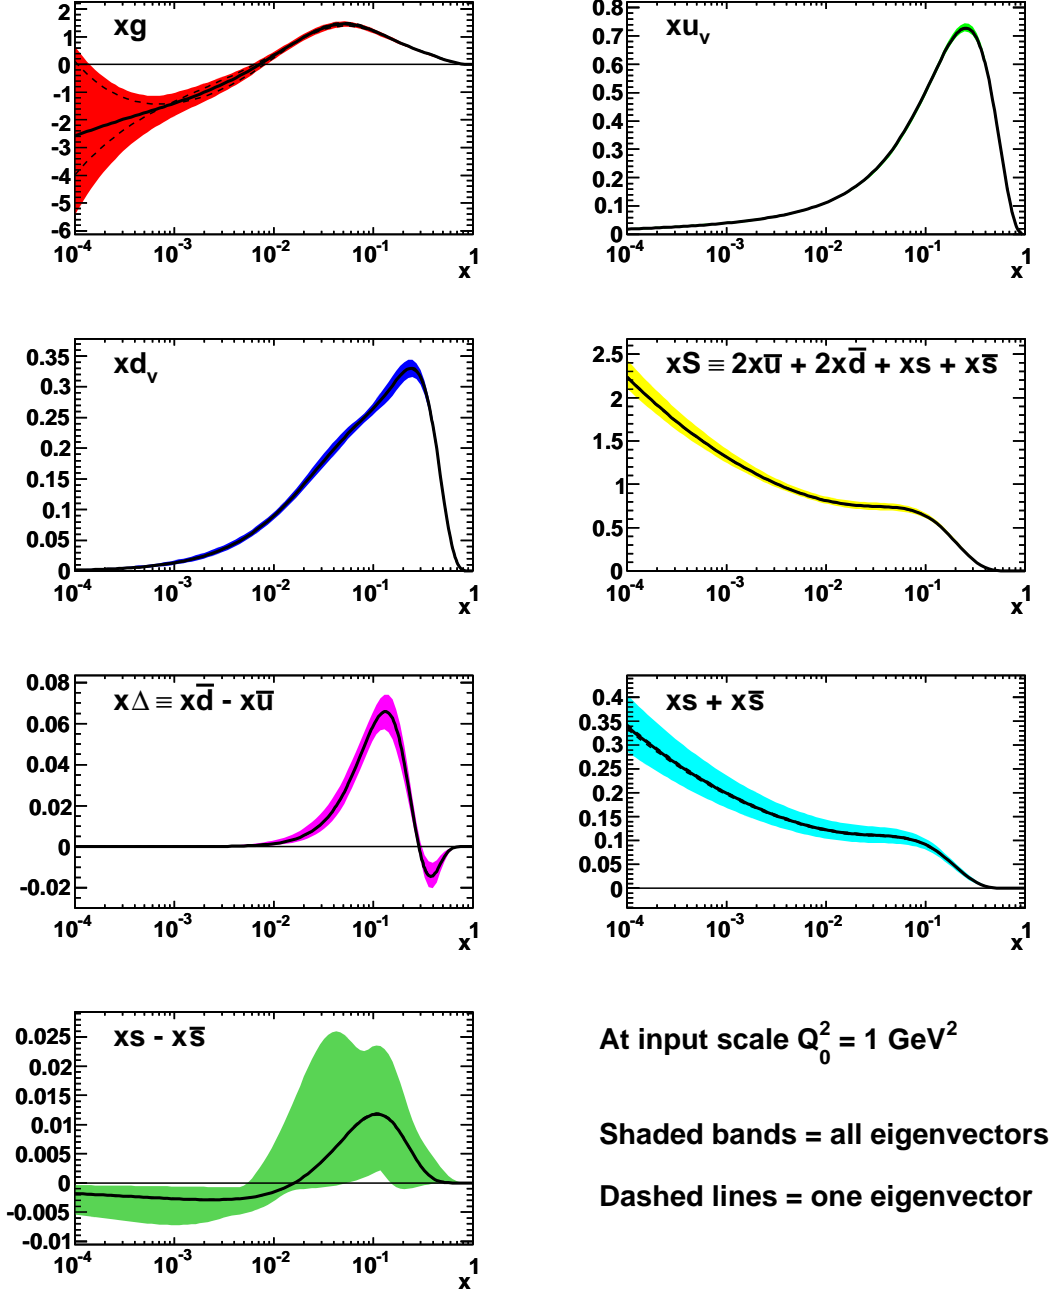 xg
2
1
0
-1
-2
-3
-4
-5
-6
10⁻⁴ 10⁻³ 10⁻² 10⁻¹ 1
x
xuᵥ
0.8
0.7
0.6
0.5
0.4
0.3
0.2
0.1
0
10⁻⁴ 10⁻³ 10⁻² 10⁻¹ 1
x
xdᵥ
0.35
0.3
0.25
0.2
0.15
0.1
0.05
0
10⁻⁴ 10⁻³ 10⁻² 10⁻¹ 1
x
xS ≡ 2xu̅ + 2xd̅ + xs + xs̅
2.5
2
1.5
1
0.5
0
10⁻⁴ 10⁻³ 10⁻² 10⁻¹ 1
x
xΔ ≡ xd̅ - xu̅
0.08
0.06
0.04
0.02
0
-0.02
10⁻⁴ 10⁻³ 10⁻² 10⁻¹ 1
x
xs + xs̅
0.4
0.35
0.3
0.25
0.2
0.15
0.1
0.05
0
10⁻⁴ 10⁻³ 10⁻² 10⁻¹ 1
x
xs - xs̅
0.025
0.02
0.015
0.01
0.005
0
-0.005
-0.01
10⁻⁴ 10⁻³ 10⁻² 10⁻¹ 1
x
At input scale Q₀² = 1 GeV²
Shaded bands = all eigenvectors
Dashed lines = one eigenvector